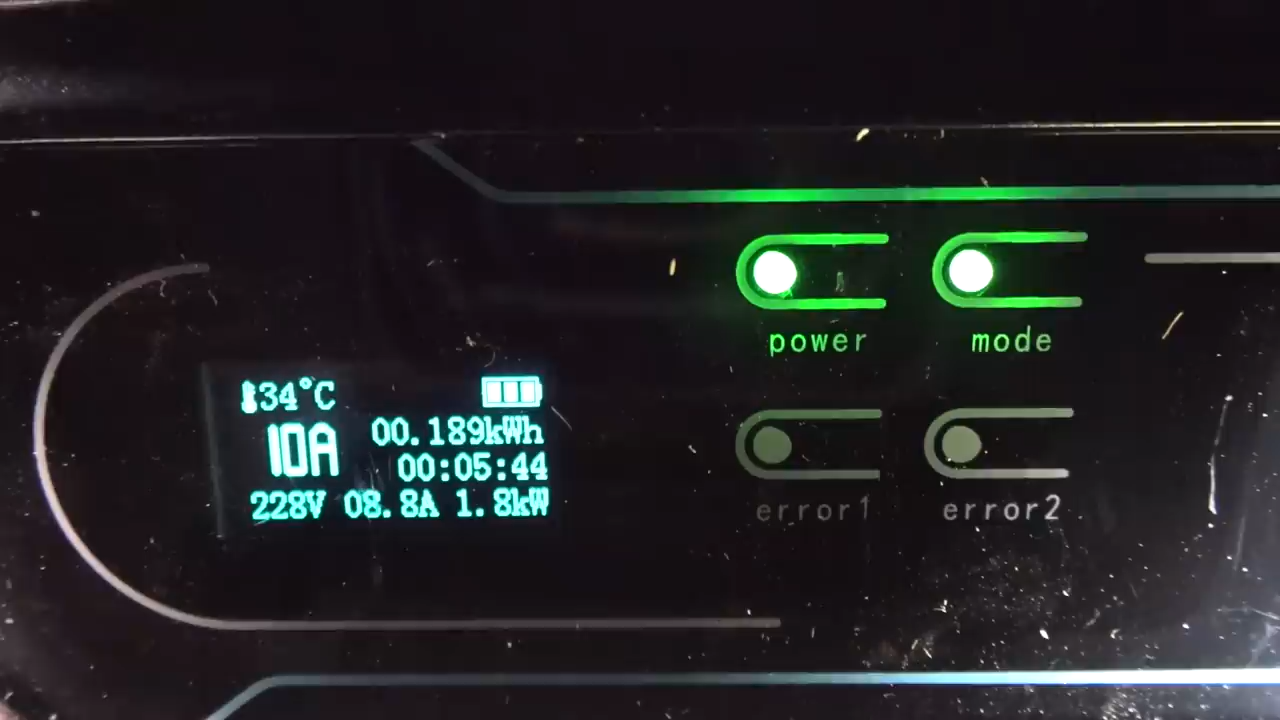 34°C
10A
00.189kWh
00:05:44
228V 08.8A 1.8kW
power
mode
error1
error2